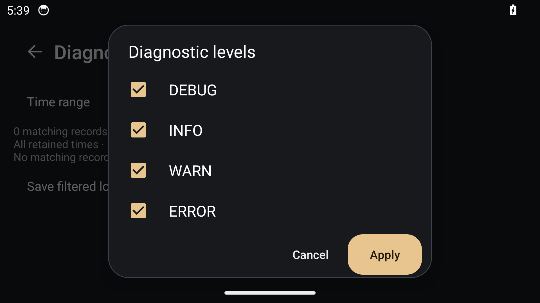 5:39
Diagnostic levels
Diagno
DEBUG
Time range
INFO
0 matching records
All retained times ·
No matching record
WARN
Save filtered lo
ERROR
Cancel
Apply